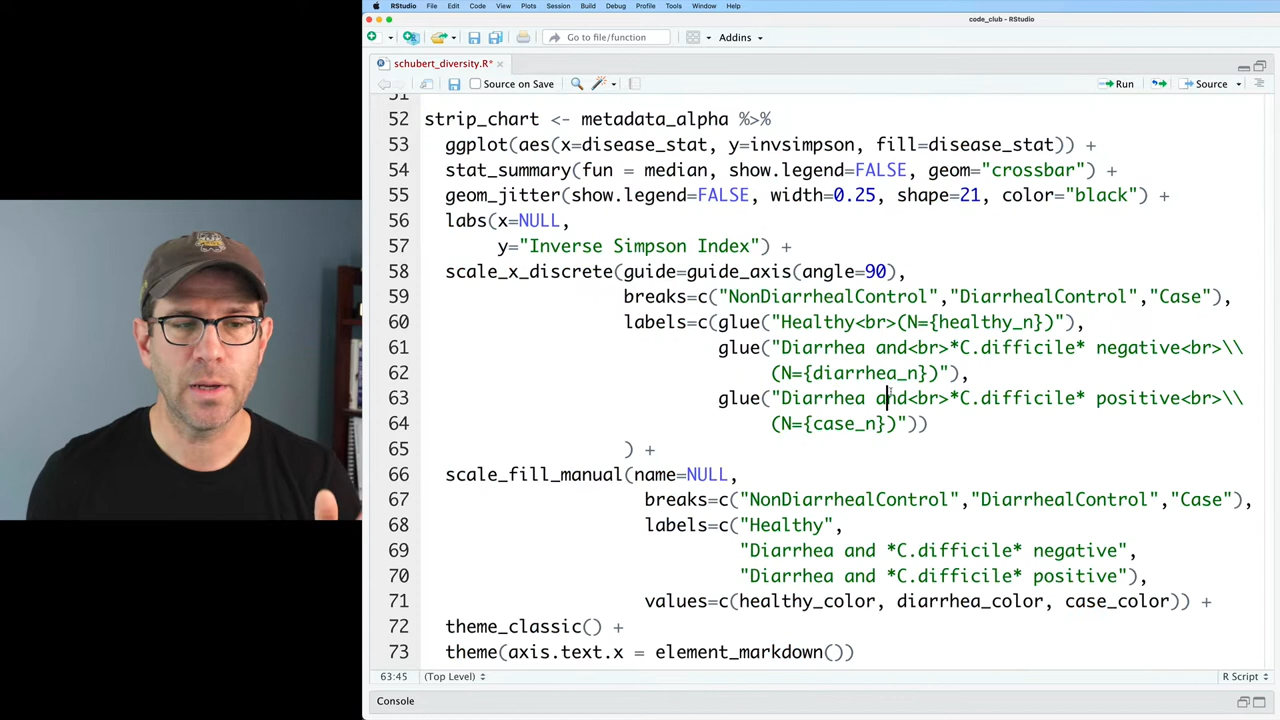 RStudio File Edit Code View Plots Session Build Debug Profile Tools Window Help
code_club - RStudio
Go to file/function Addins
schubert_diversity.R*
Source on Save Run Source
51
52 strip_chart <- metadata_alpha %>%
53 ggplot(aes(x=disease_stat, y=invsimpson, fill=disease_stat)) +
54 stat_summary(fun = median, show.legend=FALSE, geom="crossbar") +
55 geom_jitter(show.legend=FALSE, width=0.25, shape=21, color="black") +
56 labs(x=NULL,
57 y="Inverse Simpson Index") +
58 scale_x_discrete(guide=guide_axis(angle=90),
59 breaks=c("NonDiarrhealControl","DiarrhealControl","Case"),
60 labels=c(glue("Healthy<br>(N={healthy_n})"),
61 glue("Diarrhea and<br>*C.difficile* negative<br>\\
62 (N={diarrhea_n})"),
63 glue("Diarrhea and<br>*C.difficile* positive<br>\\
64 (N={case_n})"))
65 ) +
66 scale_fill_manual(name=NULL,
67 breaks=c("NonDiarrhealControl","DiarrhealControl","Case"),
68 labels=c("Healthy",
69 "Diarrhea and *C.difficile* negative",
70 "Diarrhea and *C.difficile* positive"),
71 values=c(healthy_color, diarrhea_color, case_color)) +
72 theme_classic() +
73 theme(axis.text.x = element_markdown())
63:45 (Top Level) R Script
Console